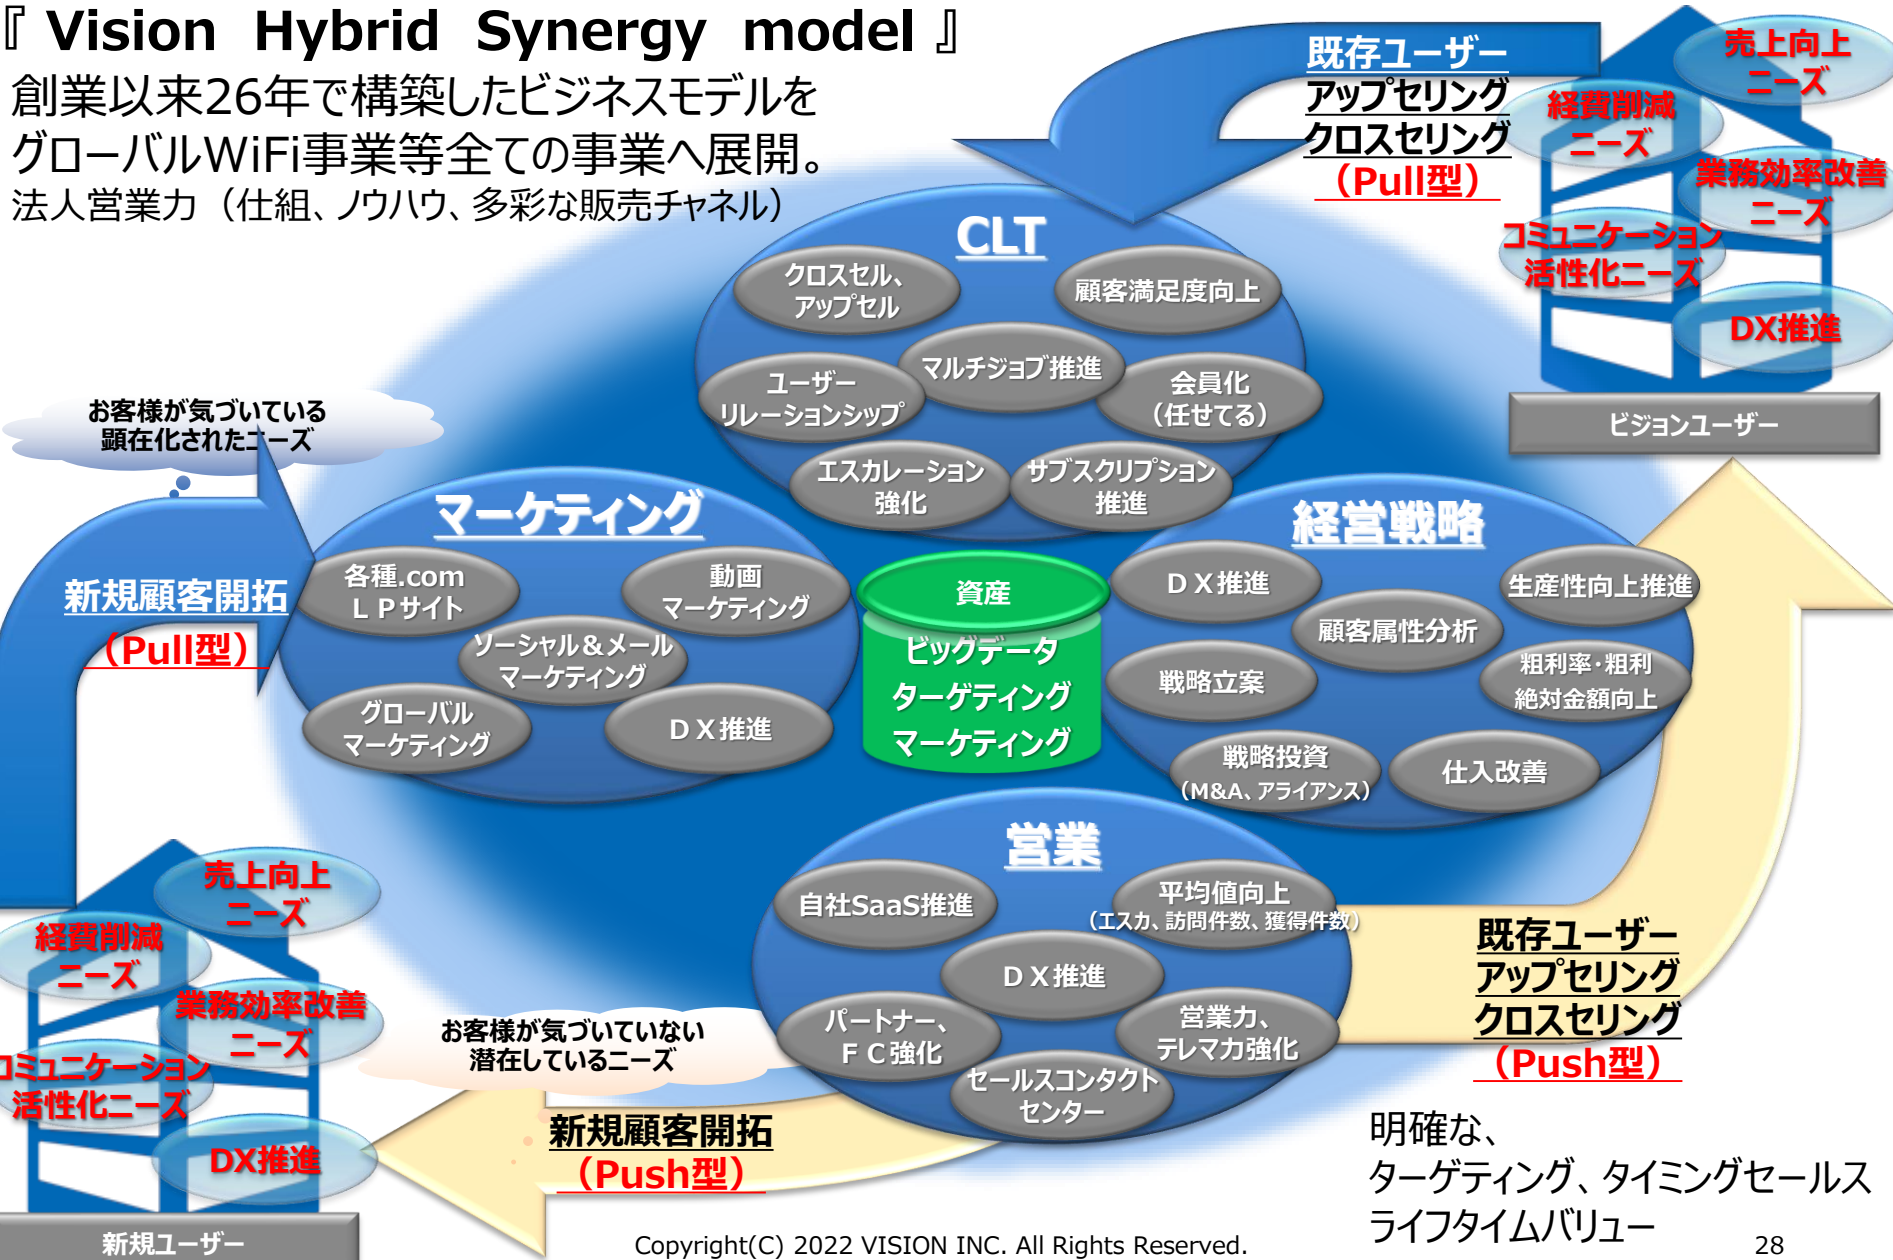 『 Vision Hybrid Synergy model 』
創業以来26年で構築したビジネスモデルを
グローバルWiFi事業等全ての事業へ展開。
法人営業力（仕組、ノウハウ、多彩な販売チャネル）
既存ユーザー
アップセリング
クロスセリング
（Pull型）
売上向上
ニーズ
経費削減
ニーズ
業務効率改善
ニーズ
コミュニケーション
活性化ニーズ
DX推進
ビジョンユーザー
CLT
クロスセル、
アップセル
顧客満足度向上
マルチジョブ推進
ユーザー
リレーションシップ
会員化
（任せてる）
エスカレーション
強化
サブスクリプション
推進
お客様が気づいている
顕在化されたニーズ
新規顧客開拓
（Pull型）
マーケティング
各種.com
ＬＰサイト
動画
マーケティング
ソーシャル＆メール
マーケティング
グローバル
マーケティング
ＤＸ推進
資産
ビッグデータ
ターゲティング
マーケティング
経営戦略
ＤＸ推進
生産性向上推進
顧客属性分析
戦略立案
粗利率・粗利
絶対金額向上
戦略投資
（M&A、アライアンス）
仕入改善
営業
自社SaaS推進
平均値向上
（エスカ、訪問件数、獲得件数）
ＤＸ推進
パートナー、
ＦＣ強化
営業力、
テレマ力強化
セールスコンタクト
センター
売上向上
ニーズ
経費削減
ニーズ
業務効率改善
ニーズ
コミュニケーション
活性化ニーズ
DX推進
新規ユーザー
お客様が気づいていない
潜在しているニーズ
新規顧客開拓
（Push型）
既存ユーザー
アップセリング
クロスセリング
（Push型）
明確な、
ターゲティング、タイミングセールス
ライフタイムバリュー
Copyright(C) 2022 VISION INC. All Rights Reserved.
28